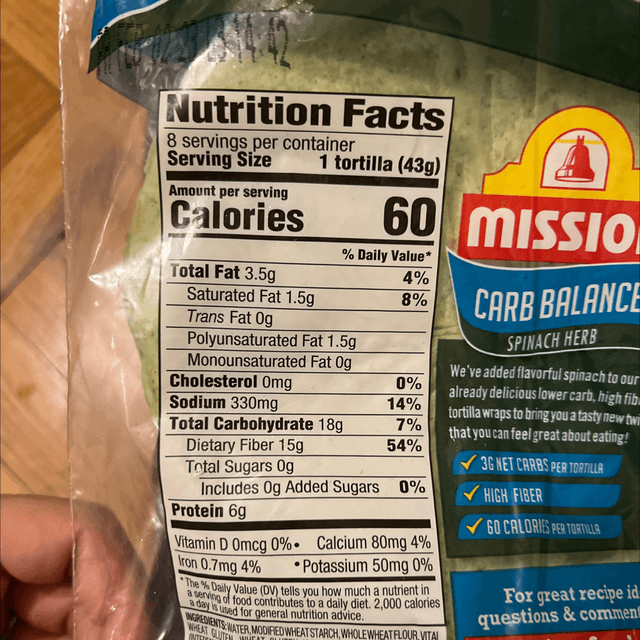 Nutrition Facts
8 servings per container
Serving Size 1 tortilla (43g)
Amount per serving
Calories 60
% Daily Value*
Total Fat 3.5g 4%
Saturated Fat 1.5g 8%
Trans Fat 0g
Polyunsaturated Fat 1.5g
Monounsaturated Fat 0g
Cholesterol 0mg 0%
Sodium 330mg 14%
Total Carbohydrate 18g 7%
Dietary Fiber 15g 54%
Total Sugars 0g
Includes 0g Added Sugars 0%
Protein 6g
Vitamin D 0mcg 0% • Calcium 80mg 4%
Iron 0.7mg 4% • Potassium 50mg 0%
*The % Daily Value (DV) tells you how much a nutrient in
a serving of food contributes to a daily diet. 2,000 calories
a day is used for general nutrition advice.
INGREDIENTS: WATER, MODIFIED WHEAT STARCH, WHOLE WHEAT FLOUR, VITAL
WHEAT GLUTEN,
MISSIO
CARB BALANCE
SPINACH HERB
We've added flavorful spinach to our
already delicious lower carb, high fib
tortilla wraps to bring you a tasty new twi
that you can feel great about eating!
3G NET CARBS PER TORTILLA
HIGH FIBER
60 CALORIES PER TORTILLA
For great recipe id
questions & comment